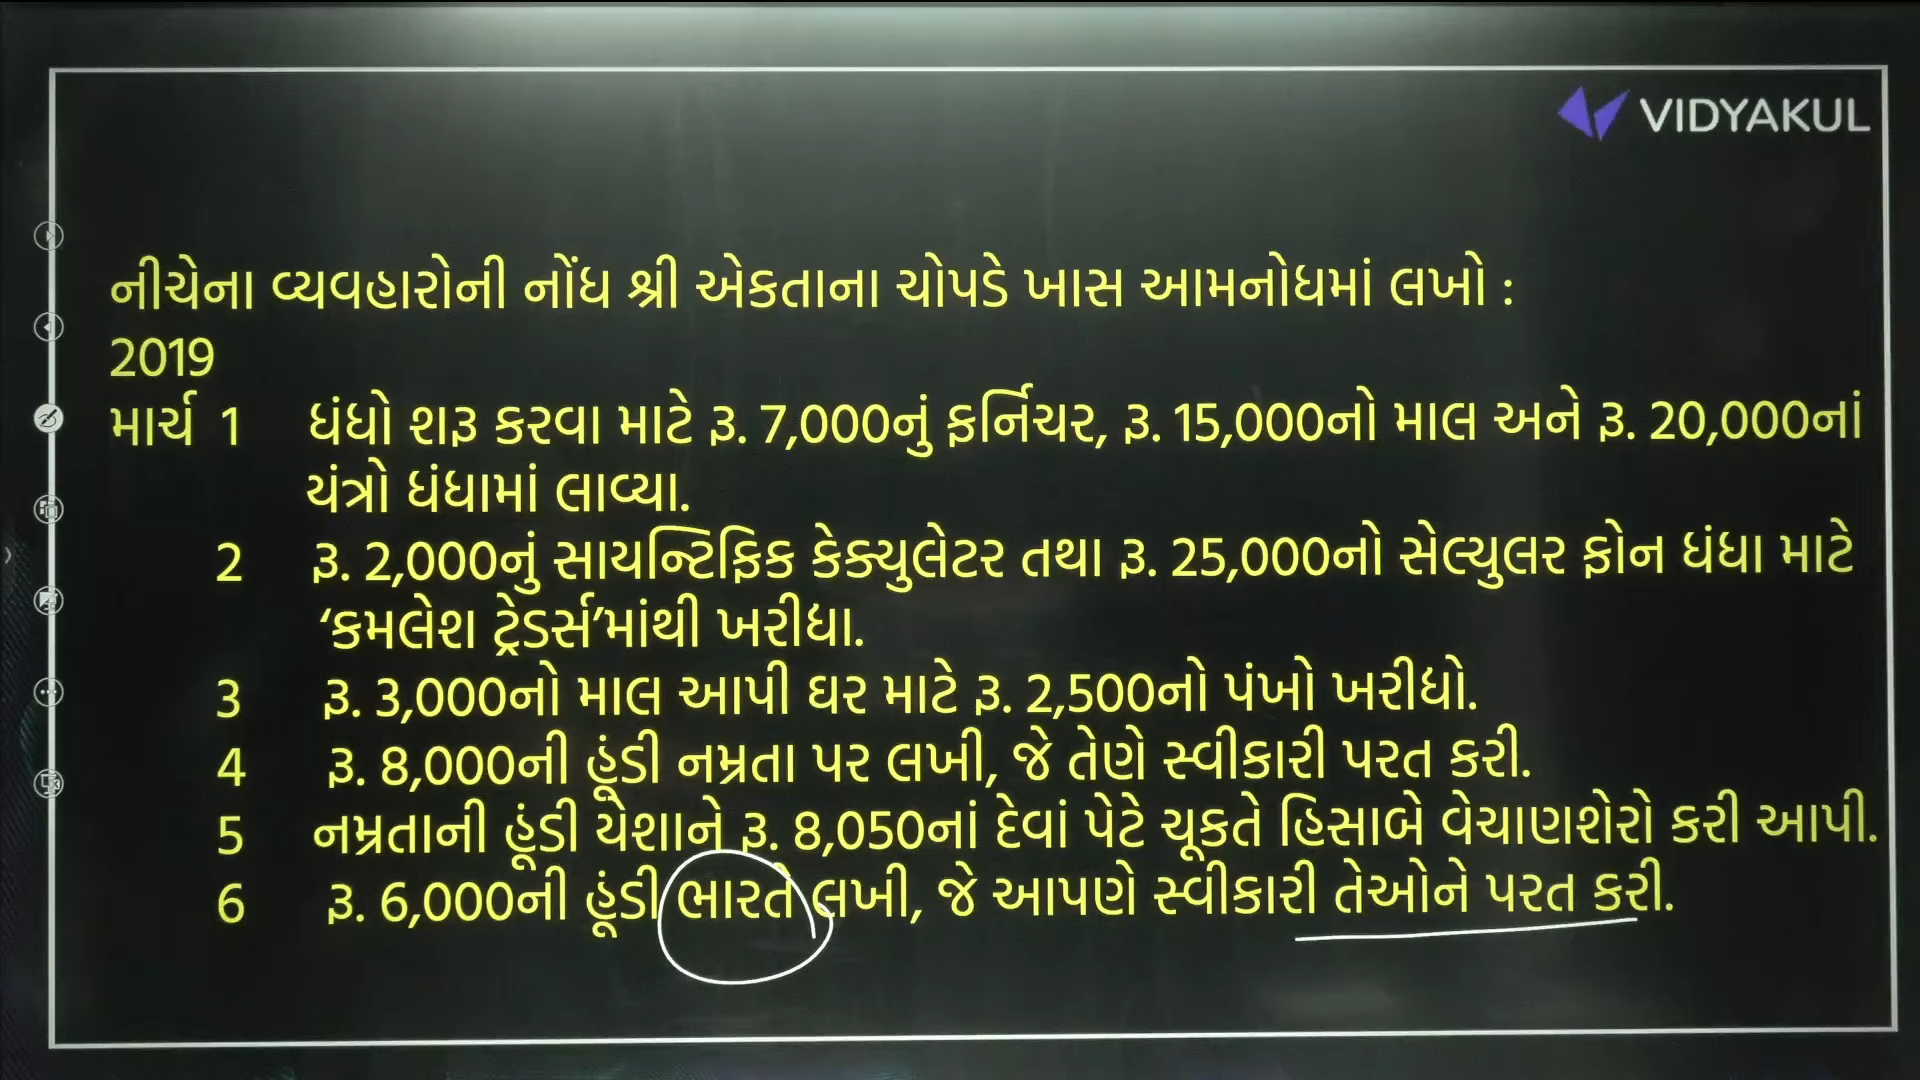 VIDYAKUL
નીચેના વ્યવહારોની નોંધ શ્રી એકતાના ચોપડે ખાસ આમનોધમાં લખો :
2019
માર્ચ 1 ધંધો શરૂ કરવા માટે રૂ. 7,000નું ફર્નિચર, રૂ. 15,000નો માલ અને રૂ. 20,000નાં
યંત્રો ધંધામાં લાવ્યા.
2 રૂ. 2,000નું સાયન્ટિફિક કેક્યુલેટર તથા રૂ. 25,000નો સેલ્યુલર ફોન ધંધા માટે
‘કમલેશ ટ્રેડર્સ’માંથી ખરીદ્યા.
3 રૂ. 3,000નો માલ આપી ઘર માટે રૂ. 2,500નો પંખો ખરીદ્યો.
4 રૂ. 8,000ની હૂંડી નમ્રતા પર લખી, જે તેણે સ્વીકારી પરત કરી.
5 નમ્રતાની હૂંડી યેશાને રૂ. 8,050નાં દેવાં પેટે ચૂકતે હિસાબે વેચાણશેરો કરી આપી.
6 રૂ. 6,000ની હૂંડી ભારતે લખી, જે આપણે સ્વીકારી તેઓને પરત કરી.